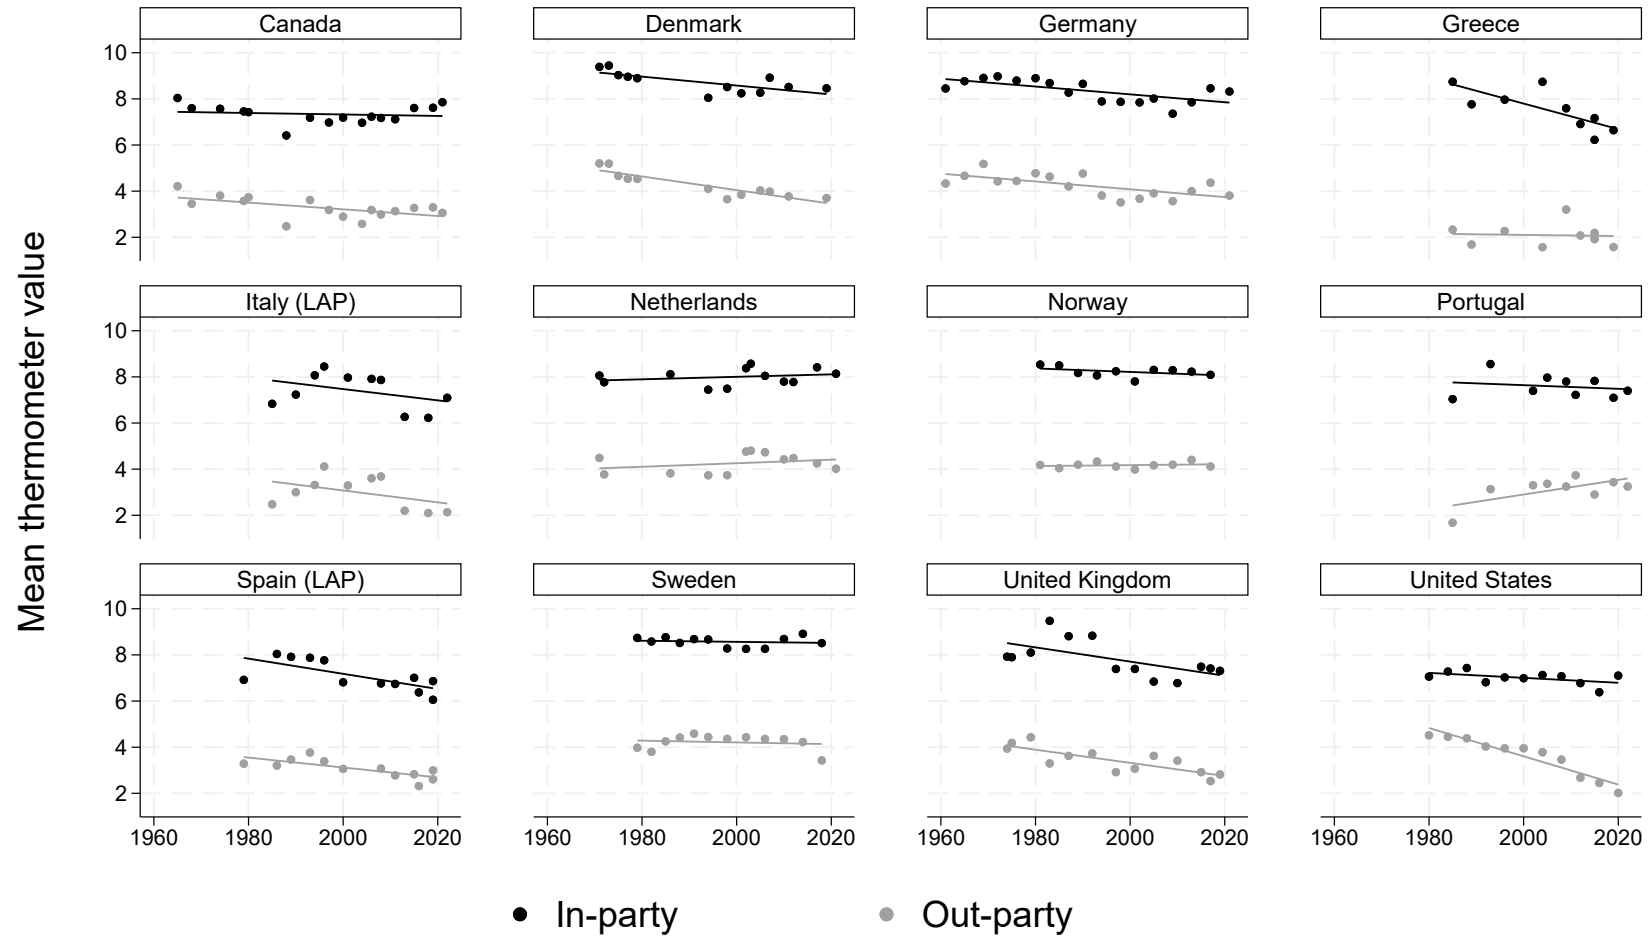 Canada Denmark Germany Greece
10
8
6
4
2
Italy (LAP) Netherlands Norway Portugal
10
8
6
4
2
Spain (LAP) Sweden United Kingdom United States
10
8
6
4
2
1960 1980 2000 2020 1960 1980 2000 2020 1960 1980 2000 2020 1960 1980 2000 2020
Mean thermometer value
In-party Out-party